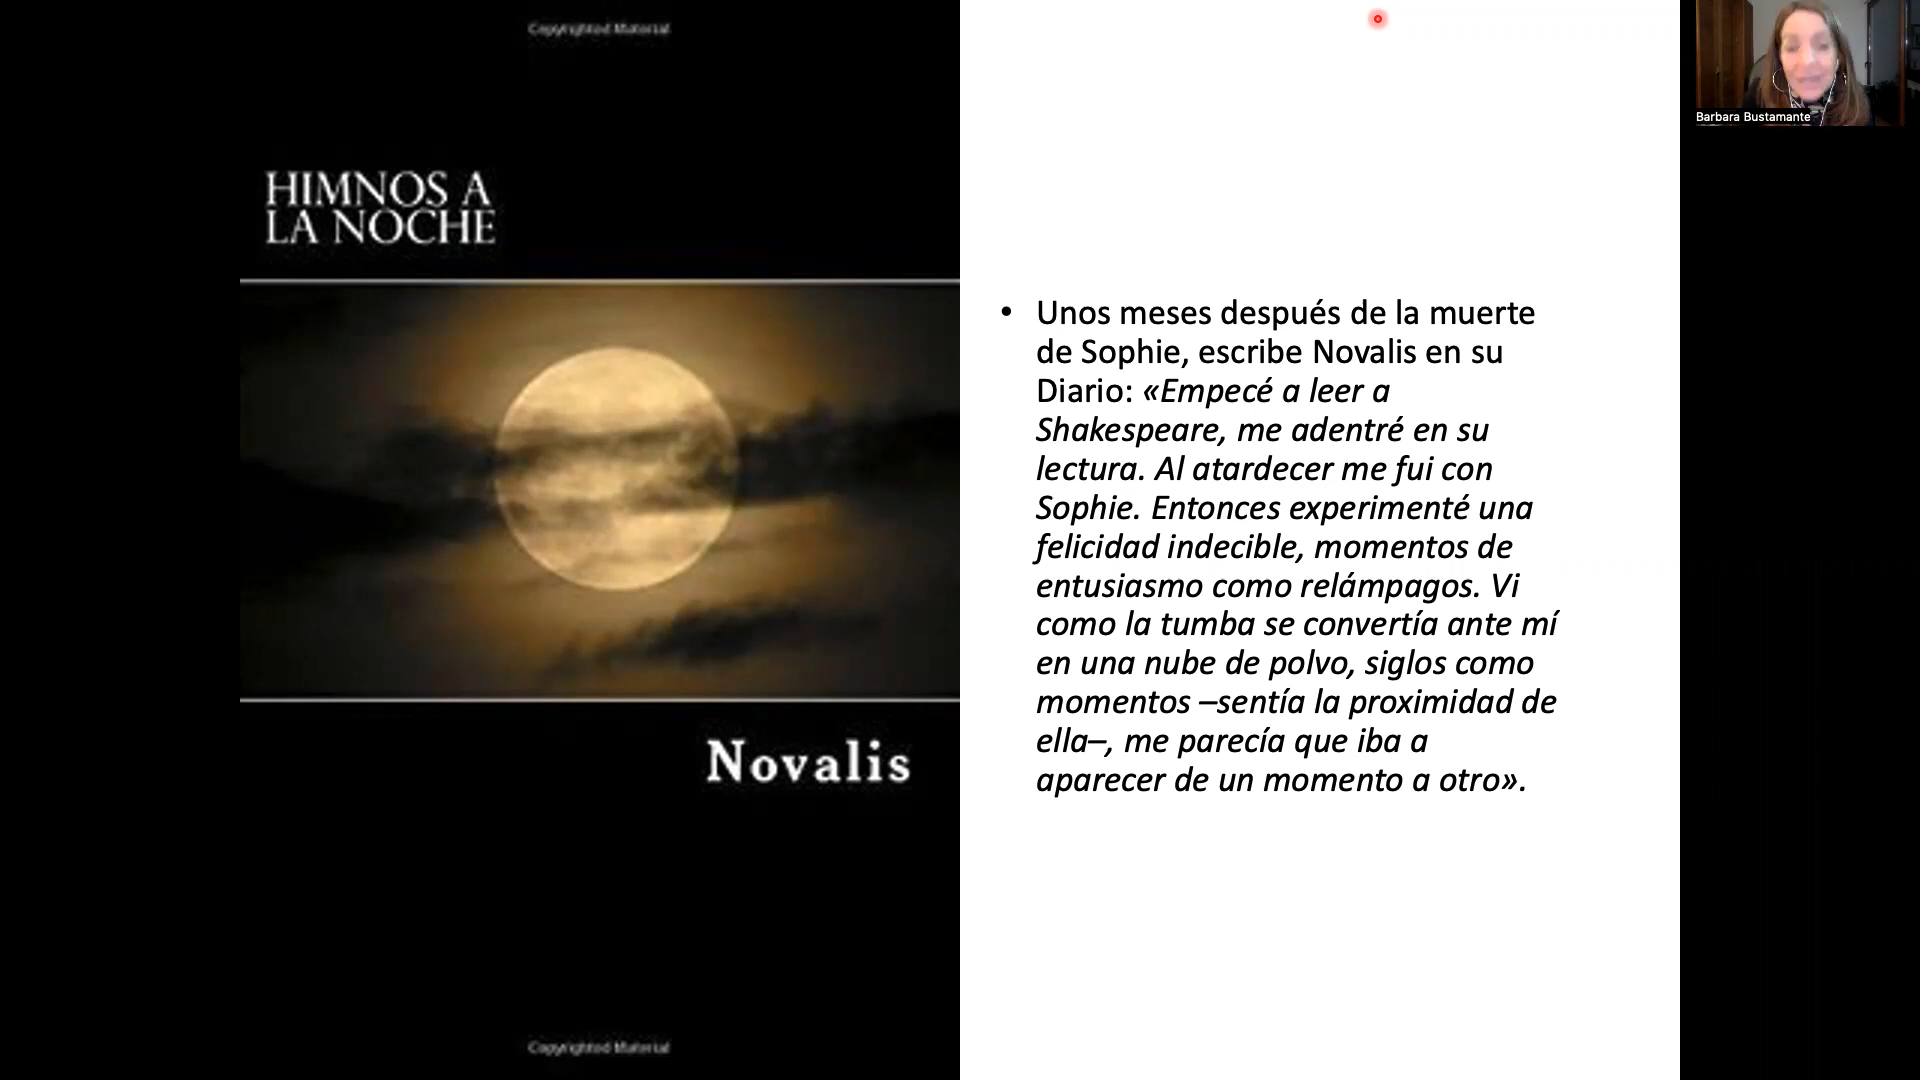 Copyrighted Material
HIMNOS A
LA NOCHE
Novalis
Copyrighted Material
• Unos meses después de la muerte
de Sophie, escribe Novalis en su
Diario: «Empecé a leer a
Shakespeare, me adentré en su
lectura. Al atardecer me fui con
Sophie. Entonces experimenté una
felicidad indecible, momentos de
entusiasmo como relámpagos. Vi
como la tumba se convertía ante mí
en una nube de polvo, siglos como
momentos –sentía la proximidad de
ella–, me parecía que iba a
aparecer de un momento a otro».
Barbara Bustamante